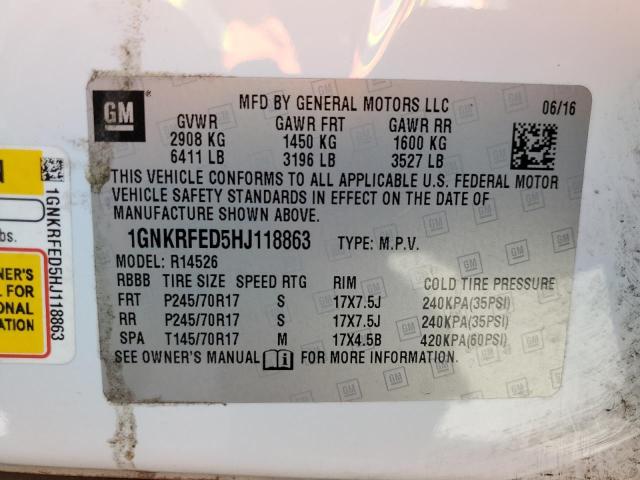 GM
MFD BY GENERAL MOTORS LLC 06/16
GVWR GAWR FRT GAWR RR
2908 KG 1450 KG 1600 KG
6411 LB 3196 LB 3527 LB
THIS VEHICLE CONFORMS TO ALL APPLICABLE U.S. FEDERAL MOTOR
VEHICLE SAFETY STANDARDS IN EFFECT ON THE DATE OF
MANUFACTURE SHOWN ABOVE.
1GNKRFED5HJ118863 TYPE: M.P.V.
MODEL: R14526
RBBB TIRE SIZE SPEED RTG RIM COLD TIRE PRESSURE
FRT P245/70R17 S 17X7.5J 240KPA(35PSI)
RR P245/70R17 S 17X7.5J 240KPA(35PSI)
SPA T145/70R17 M 17X4.5B 420KPA(60PSI)
SEE OWNER'S MANUAL FOR MORE INFORMATION.
1GNKRFED5HJ118863
bs.
OWNER'S
L FOR
ONAL